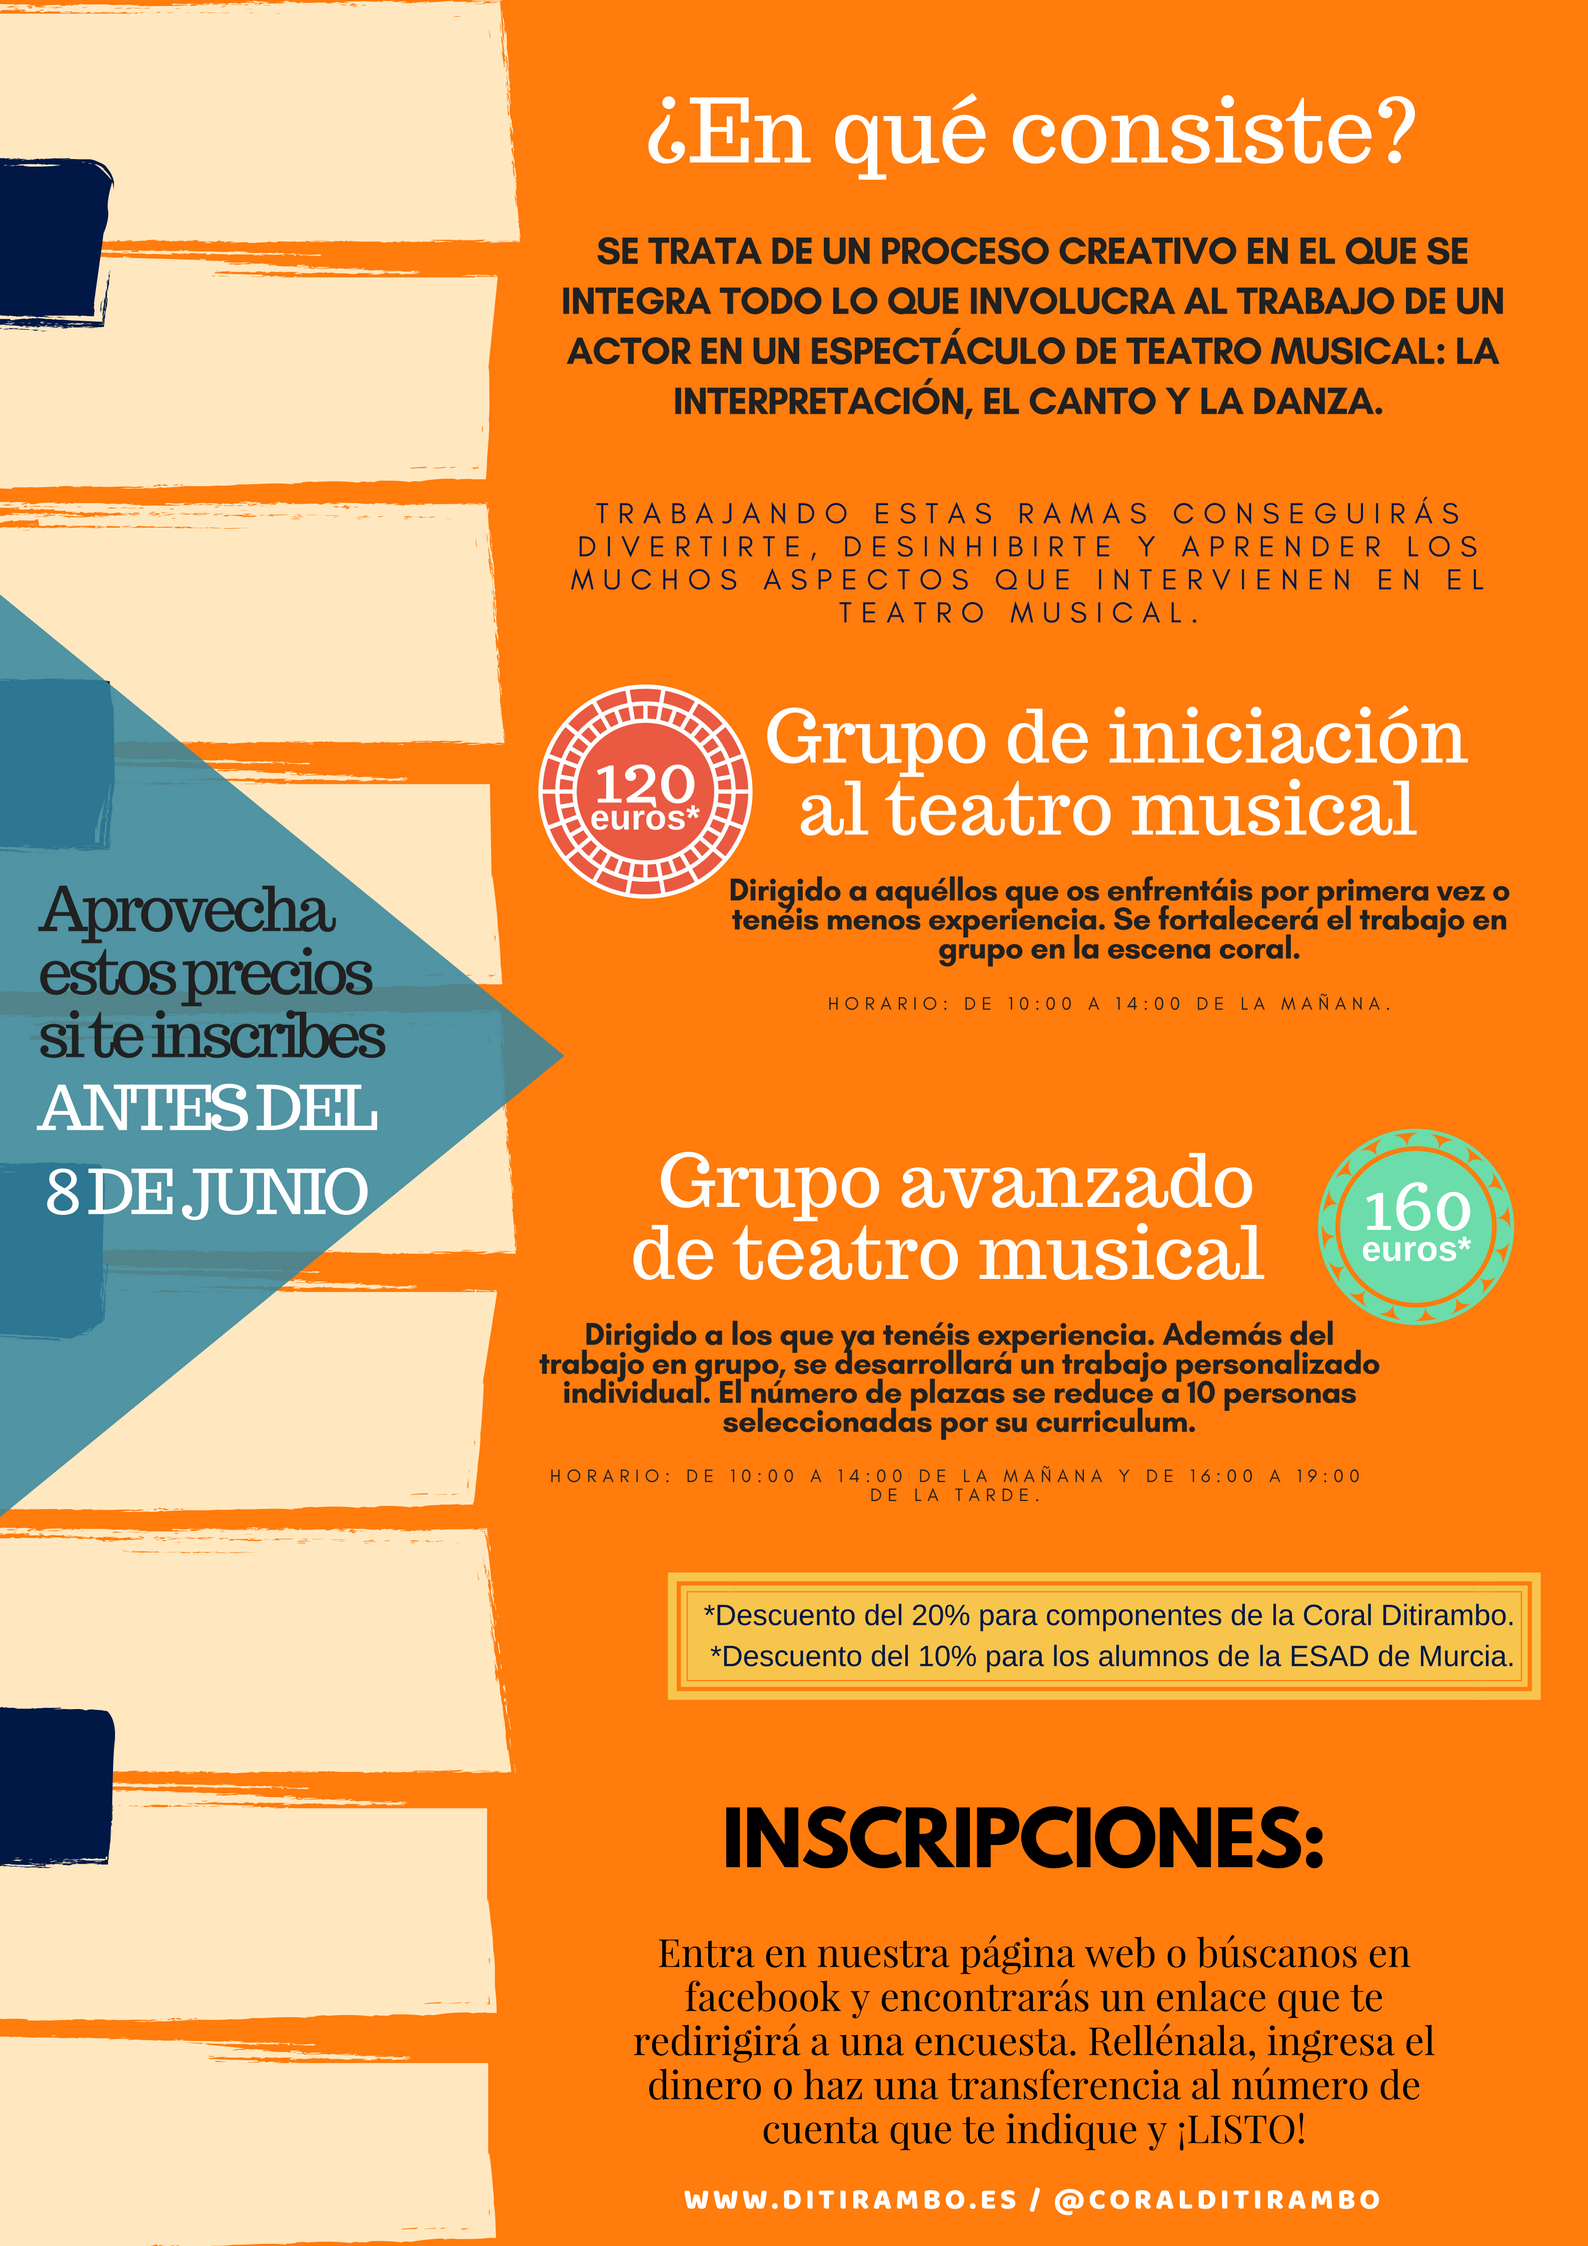 ¿En qué consiste?
SE TRATA DE UN PROCESO CREATIVO EN EL QUE SE
INTEGRA TODO LO QUE INVOLUCRA AL TRABAJO DE UN
ACTOR EN UN ESPECTÁCULO DE TEATRO MUSICAL: LA
INTERPRETACIÓN, EL CANTO Y LA DANZA.
TRABAJANDO ESTAS RAMAS CONSEGUIRÁS
DIVERTIRTE, DESINHIBIRTE Y APRENDER LOS
MUCHOS ASPECTOS QUE INTERVIENEN EN EL
TEATRO MUSICAL.
120
euros*
Grupo de iniciación
al teatro musical
Dirigido a aquéllos que os enfrentáis por primera vez o
tenéis menos experiencia. Se fortalecerá el trabajo en
grupo en la escena coral.
HORARIO: DE 10:00 A 14:00 DE LA MAÑANA.
Aprovecha
estos precios
si te inscribes
ANTES DEL
8 DE JUNIO
Grupo avanzado
de teatro musical
160
euros*
Dirigido a los que ya tenéis experiencia. Además del
trabajo en grupo, se desarrollará un trabajo personalizado
individual. El número de plazas se reduce a 10 personas
seleccionadas por su curriculum.
HORARIO: DE 10:00 A 14:00 DE LA MAÑANA Y DE 16:00 A 19:00
DE LA TARDE.
*Descuento del 20% para componentes de la Coral Ditirambo.
*Descuento del 10% para los alumnos de la ESAD de Murcia.
INSCRIPCIONES:
Entra en nuestra página web o búscanos en
facebook y encontrarás un enlace que te
redirigirá a una encuesta. Rellénala, ingresa el
dinero o haz una transferencia al número de
cuenta que te indique y ¡LISTO!
WWW.DITIRAMBO.ES / @CORALDITIRAMBO